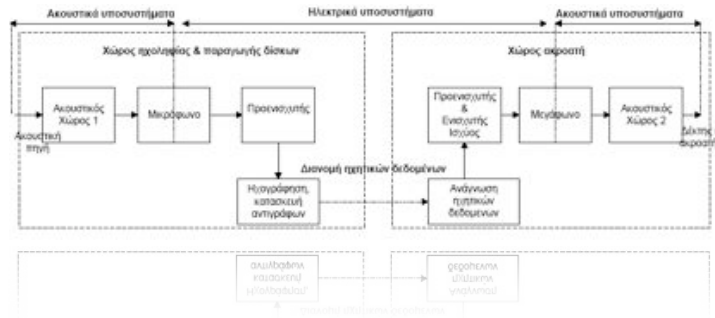 Ακουστικά υποσυστήματα
Ηλεκτρικά υποσυστήματα
Ακουστικά υποσυστήματα
Χώρος ηχοληψίας & παραγωγής δίσκων
Χώρος ακροατή
Ακουστικός
Χώρος 1
Μικρόφωνο
Προενισχυτής
Προενισχυτής
&
Ενισχυτής
Ισχύος
Μεγάφωνο
Ακουστικός
Χώρος 2
Ακουστική
πηγή
Δέκτης
ακροατή
Διανομή ηχητικών δεδομένων
Ηχογράφηση,
κατασκευή
αντιγράφων
Ανάγνωση
ηχητικών
δεδομενων